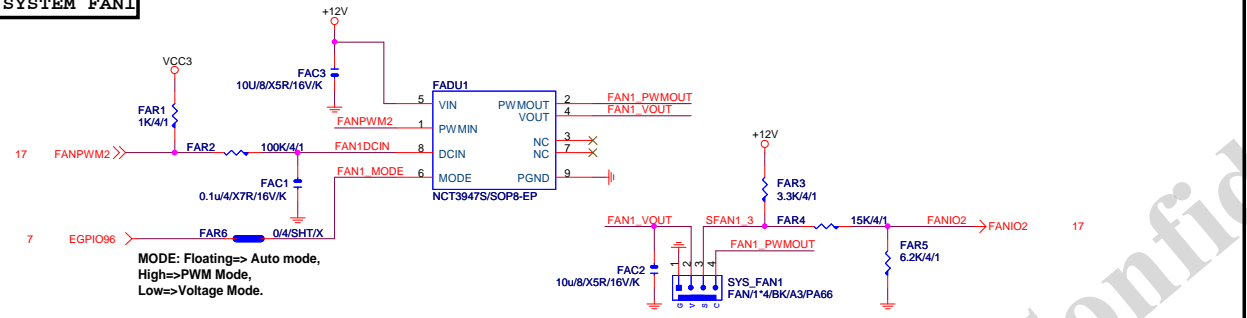 SYSTEM FAN1
+12V
VCC3
FAC3
10U/8/X5R/16V/K
FADU1
FAR1
1K/4/1
5 VIN
PWMOUT 2 FAN1_PWMOUT
VOUT 4 FAN1_VOUT
FANPWM2 1 PWMIN
NC 3
17 FANPWM2 FAR2 100K/4/1 FAN1DCIN 8 DCIN
NC 7
+12V
FAN1_MODE 6 MODE
PGND 9
FAC1
0.1u/4/X7R/16V/K
NCT3947S/SOP8-EP
FAR3
3.3K/4/1
7 EGPIO96 FAR6 0/4/SHT/X
FAN1_VOUT SFAN1_3 FAR4 15K/4/1 FANIO2 FANIO2 17
FAN1_PWMOUT
FAR5
6.2K/4/1
MODE: Floating=> Auto mode,
High=>PWM Mode,
Low=>Voltage Mode.
1 2 3 4
FAC2
10u/8/X5R/16V/K
SYS_FAN1
FAN/1*4/BK/A3/PA66
G V S C